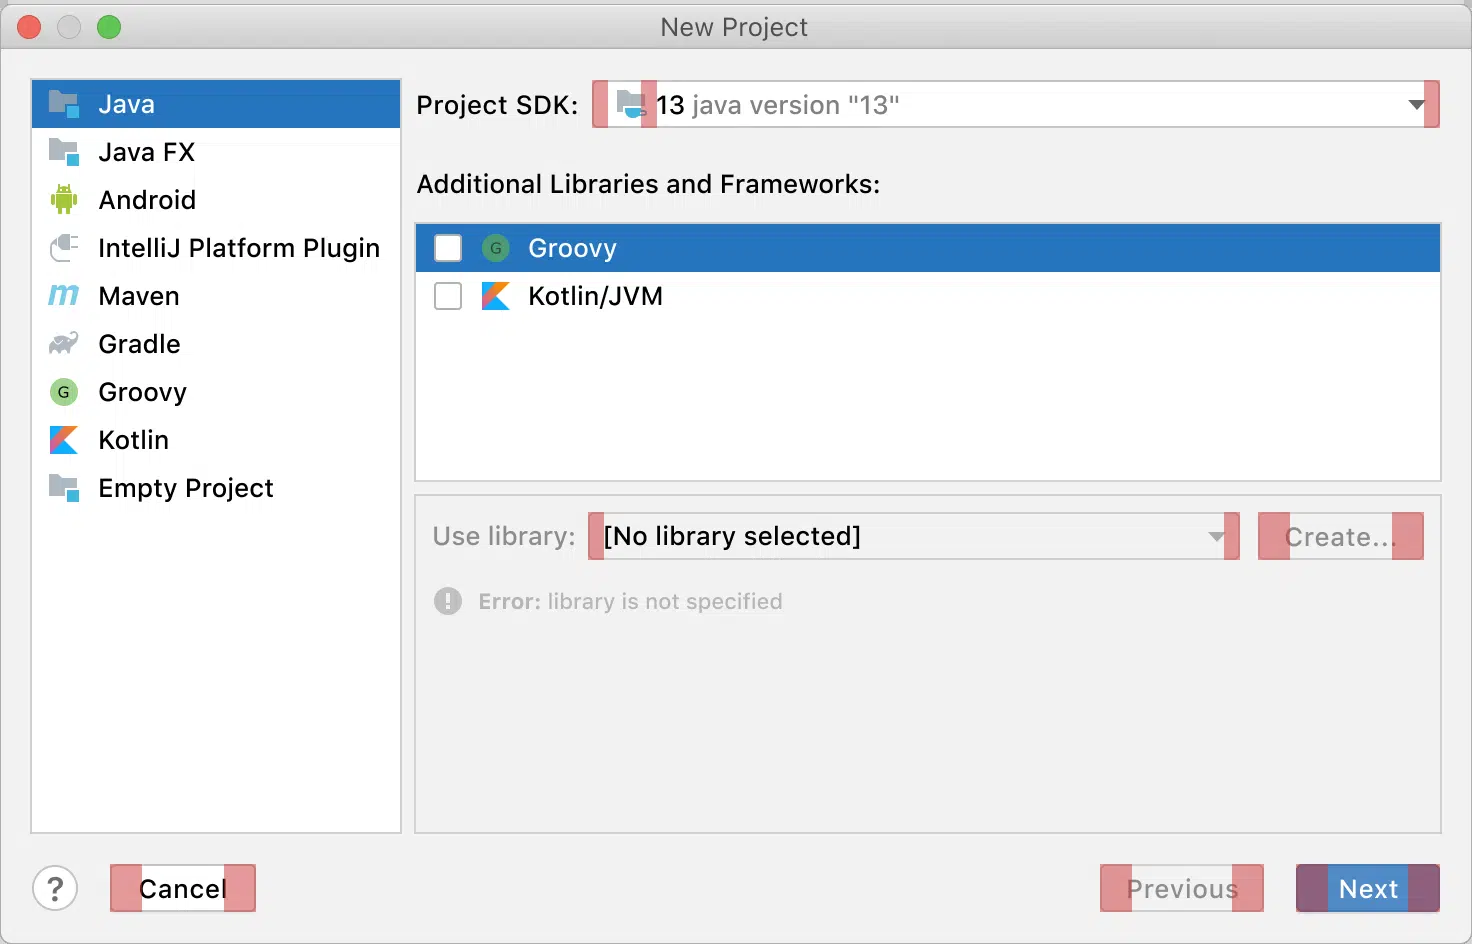 New Project
Java
Java FX
Android
IntelliJ Platform Plugin
m Maven
Gradle
G Groovy
Kotlin
Empty Project
Project SDK: 13 java version "13"
Additional Libraries and Frameworks:
G Groovy
Kotlin/JVM
Use library: [No library selected] Create...
! Error: library is not specified
? Cancel Previous Next